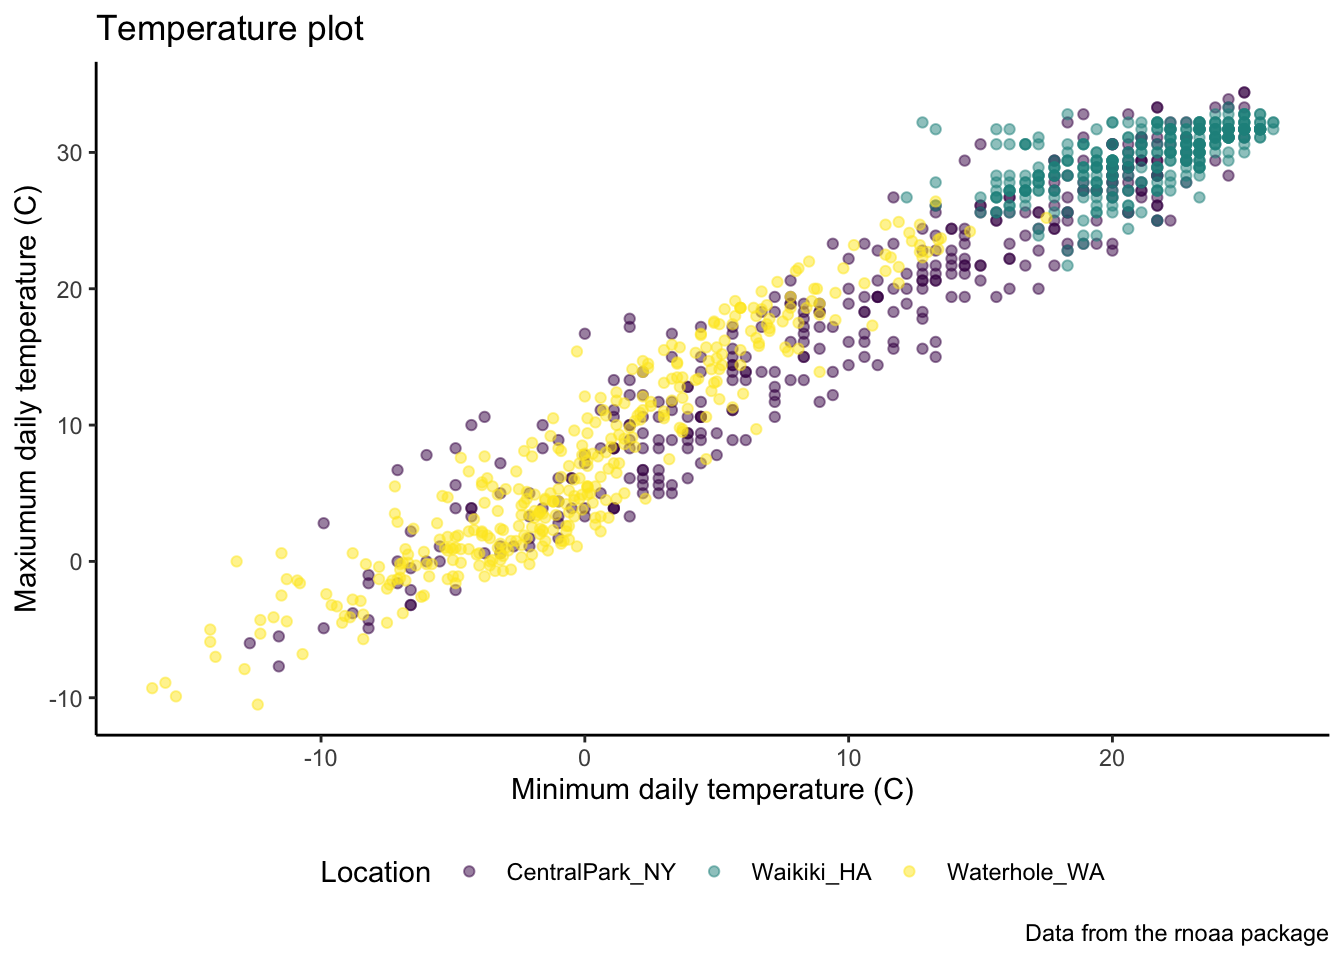 Temperature plot
Maxiumum daily temperature (C)
30
20
10
0
-10
-10 0 10 20
Minimum daily temperature (C)
Location CentralPark_NY Waikiki_HA Waterhole_WA
Data from the rnoaa package